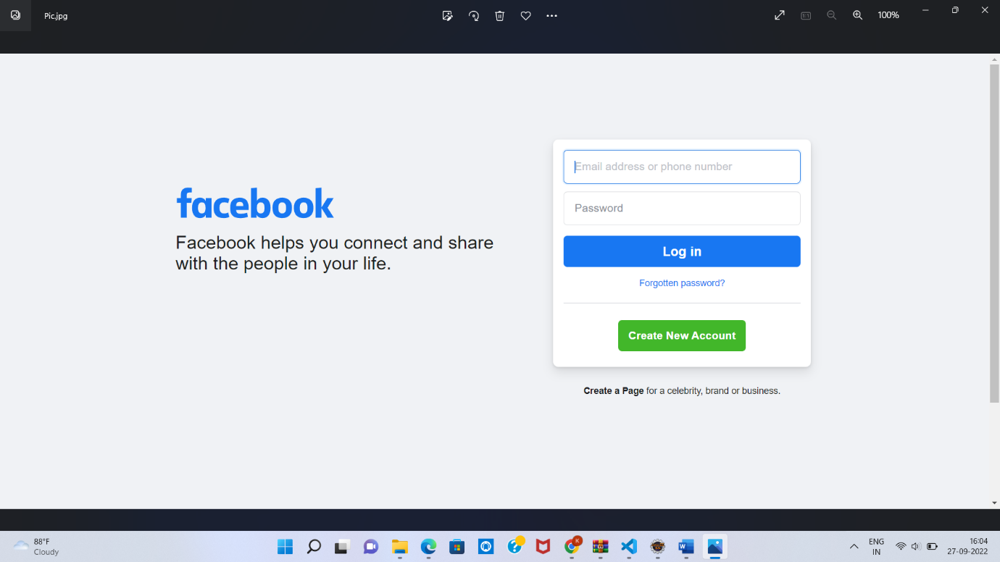 Pic.jpg
1:1
100%
Email address or phone number
facebook
Password
Facebook helps you connect and share
with the people in your life.
Log in
Forgotten password?
Create New Account
Create a Page for a celebrity, brand or business.
88°F
Cloudy
K
W
ENG
IN
16:04
27-09-2022